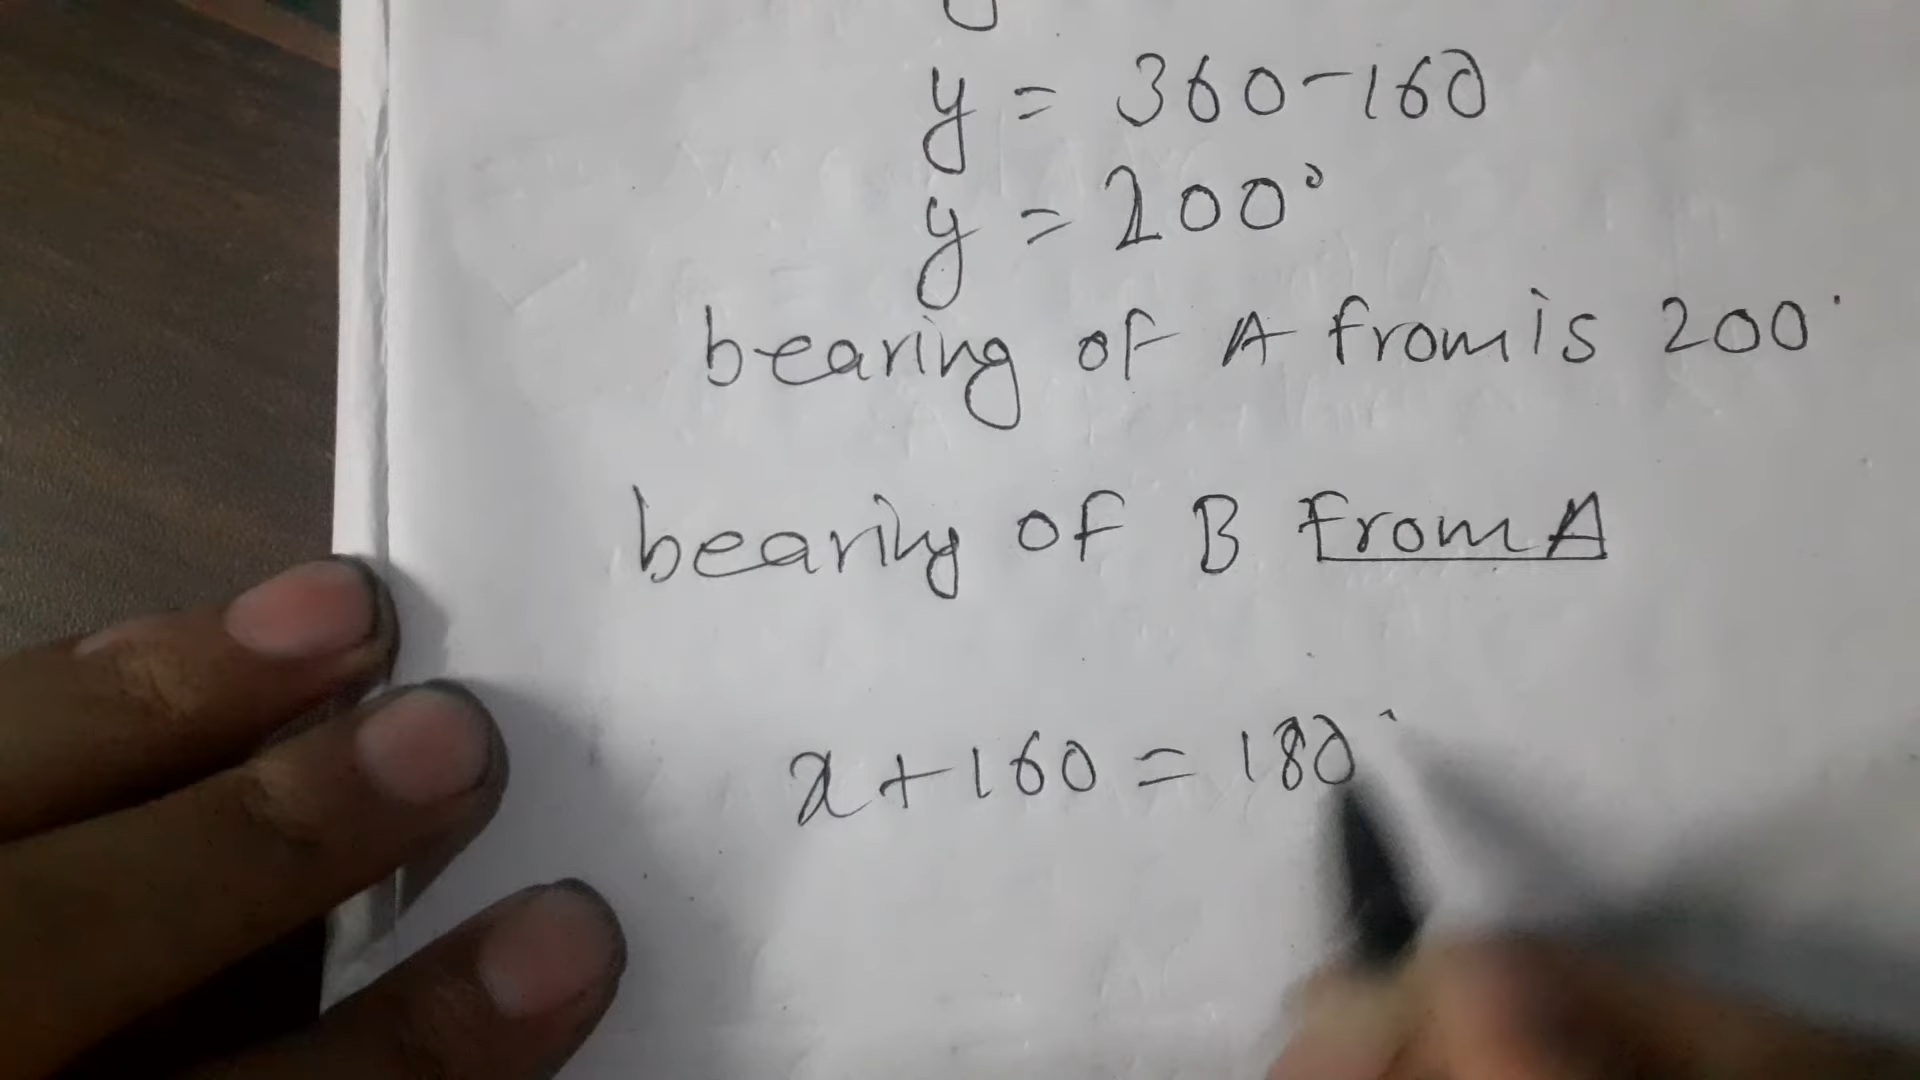 y = 360-160
y = 200°
bearing of A from is 200°
bearing of B from A
x+160 = 180°